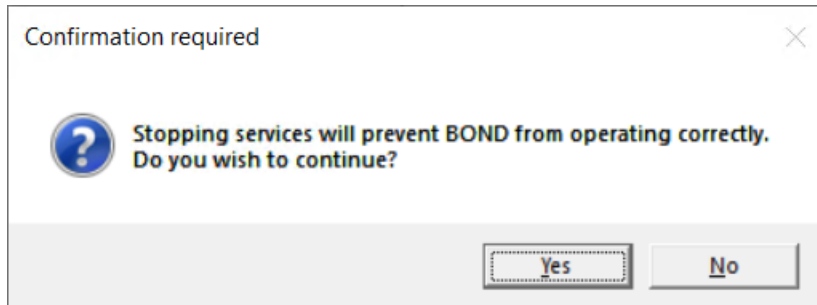 Confirmation required
Stopping services will prevent BOND from operating correctly.
Do you wish to continue?
Yes
No